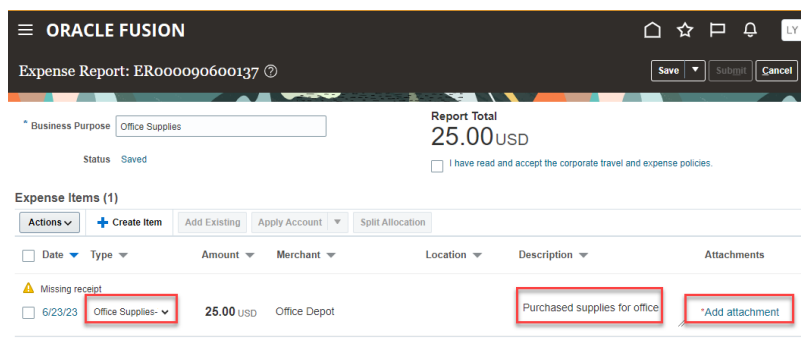 ORACLE FUSION
LY
Expense Report: ER000090600137 ?
Save Submit Cancel
* Business Purpose Office Supplies
Report Total
25.00 USD
Status Saved
I have read and accept the corporate travel and expense policies.
Expense Items (1)
Actions Create Item Add Existing Apply Account Split Allocation
Date Type Amount Merchant Location Description Attachments
Missing receipt
6/23/23 Office Supplies- 25.00 USD Office Depot Purchased supplies for office *Add attachment